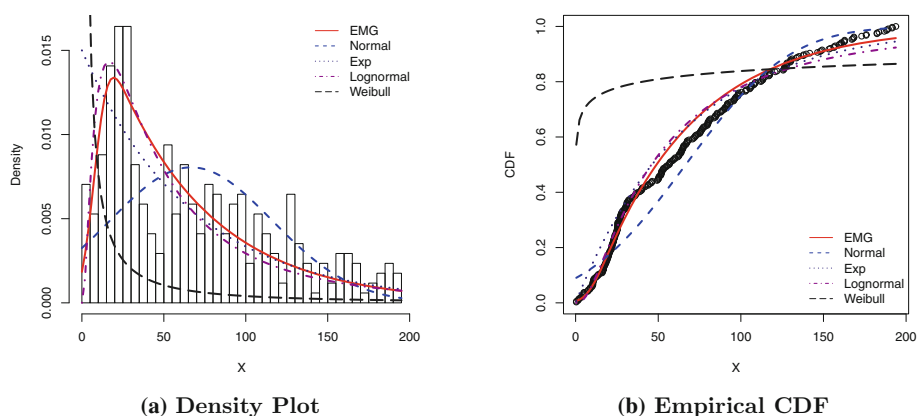 EMG
Normal
Exp
Lognormal
Weibull
Density
0.000 0.005 0.010 0.015
0 50 100 150 200
X
(a) Density Plot
CDF
0.0 0.2 0.4 0.6 0.8 1.0
EMG
Normal
Exp
Lognormal
Weibull
0 50 100 150 200
X
(b) Empirical CDF